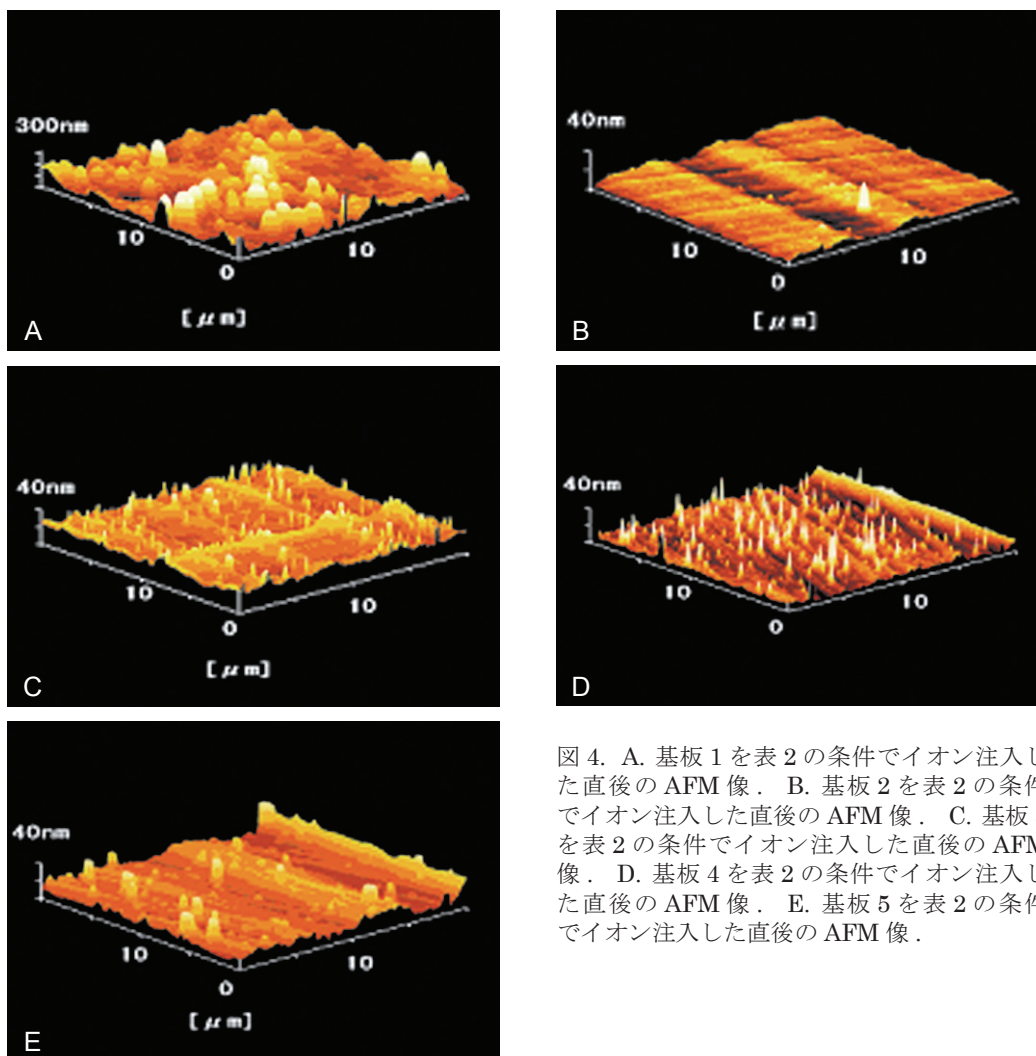 300nm
10
10
0
[μm]
A
40nm
10
10
0
[μm]
B
40nm
10
10
0
[μm]
C
40nm
10
10
0
D
40nm
10
10
0
[μm]
E
図 4. A. 基板 1 を表 2 の条件でイオン注入し
た直後の AFM 像. B. 基板 2 を表 2 の条件
でイオン注入した直後の AFM 像. C. 基板
を表 2 の条件でイオン注入した直後の AFM
像. D. 基板 4 を表 2 の条件でイオン注入し
た直後の AFM 像. E. 基板 5 を表 2 の条件
でイオン注入した直後の AFM 像.